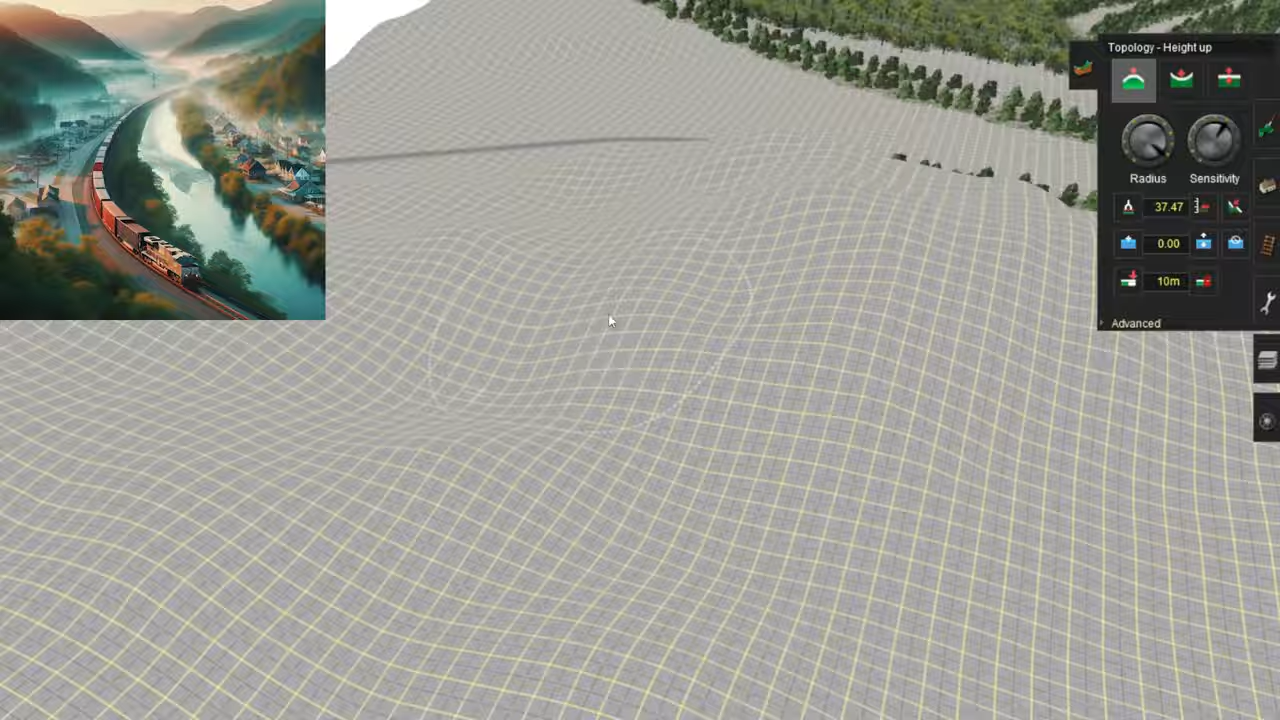 Topology - Height up
Radius
Sensitivity
37.47
0.00
10m
Advanced